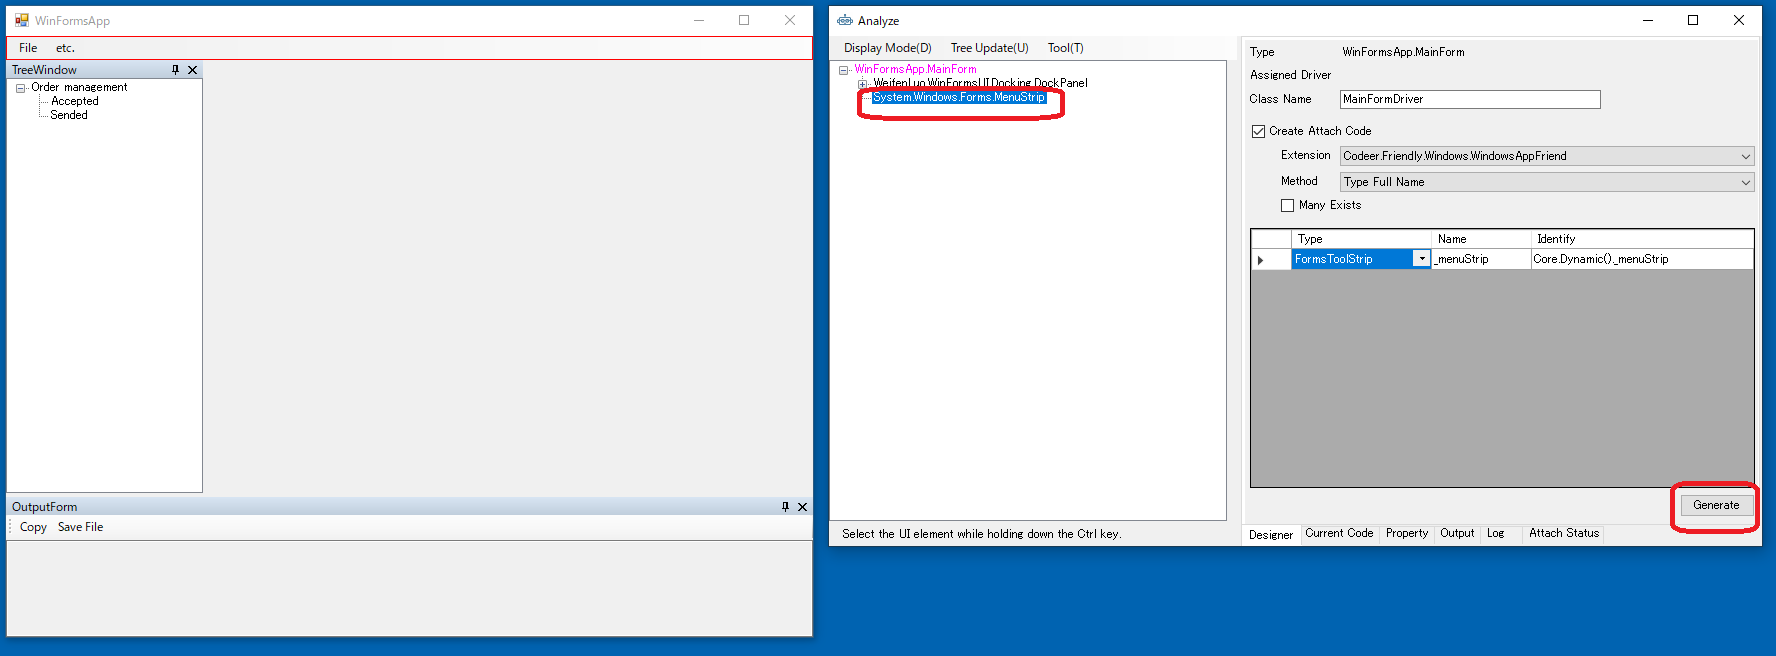 WinFormsApp
File etc.
TreeWindow
Order management
Accepted
Sended
OutputForm
Copy Save File
Analyze
Display Mode(D) Tree Update(U) Tool(T)
WinFormsApp.MainForm
WeifenLuo.WinFormsUI.Docking.DockPanel
System.Windows.Forms.MenuStrip
Select the UI element while holding down the Ctrl key.
Type WinFormsApp.MainForm
Assigned Driver
Class Name MainFormDriver
Create Attach Code
Extension Codeer.Friendly.Windows.WindowsAppFriend
Method Type Full Name
Many Exists
Type Name Identify
FormsToolStrip _menuStrip Core.Dynamic()._menuStrip
Generate
Designer Current Code Property Output Log Attach Status